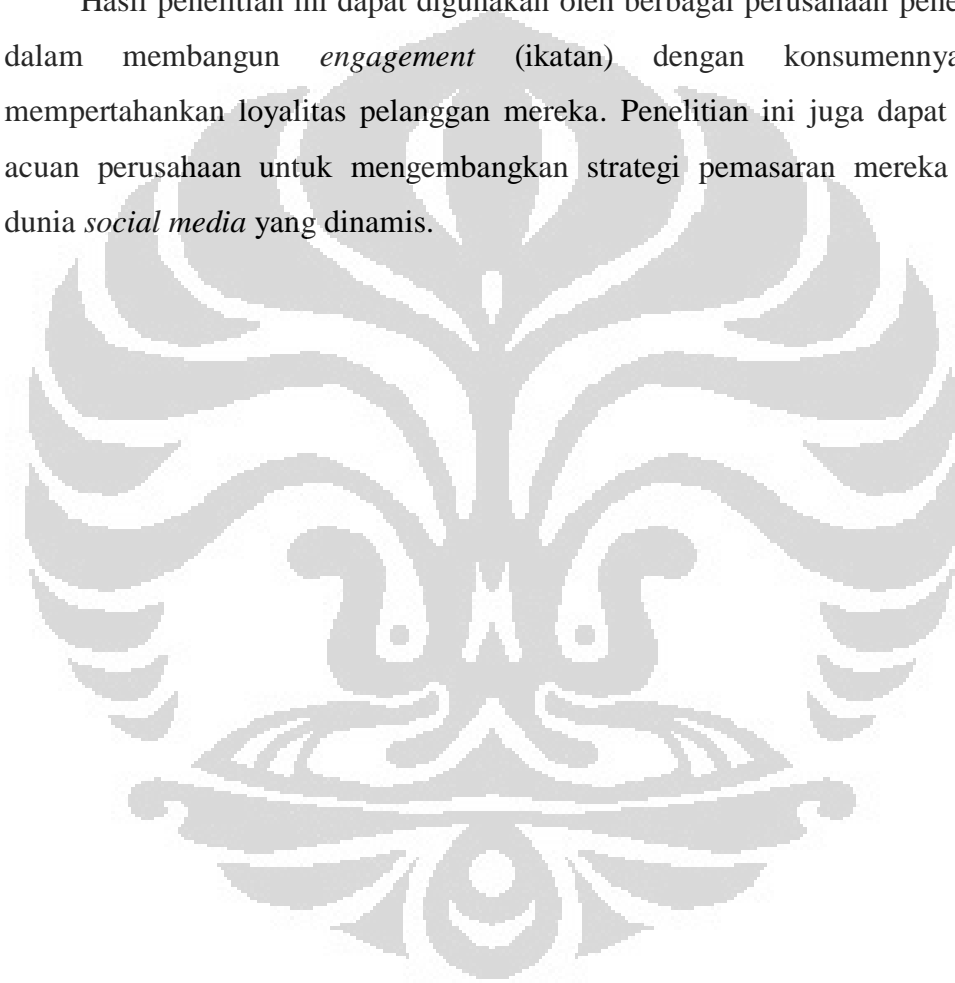 Hasil penelitian ini dapat digunakan oleh berbagai perusahaan
dalam membangun engagement (ikatan) dengan konsumennya
mempertahankan loyalitas pelanggan mereka. Penelitian ini juga dapat
acuan perusahaan untuk mengembangkan strategi pemasaran mereka
dunia social media yang dinamis.